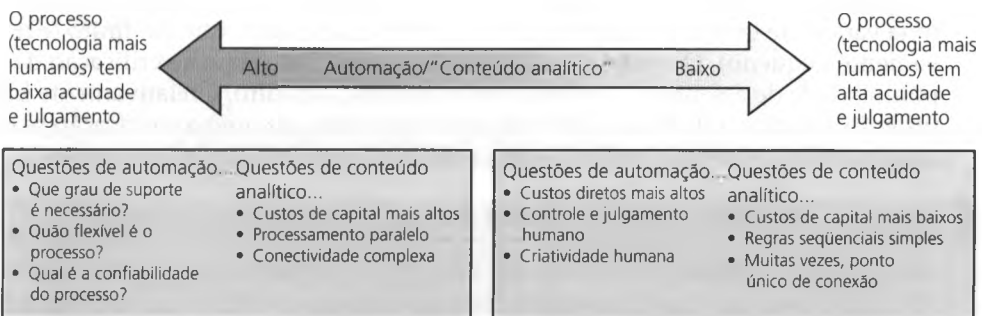 O processo
(tecnologia mais
humanos) tem
baixa acuidade
e julgamento
Alto Automação/"Conteúdo analítico" Baixo
O processo
(tecnologia mais
humanos) tem
alta acuidade
e julgamento
Questões de automação...
• Que grau de suporte
é necessário?
• Quão flexível é o
processo?
• Qual é a confiabilidade
do processo?
Questões de conteúdo
analítico...
• Custos de capital mais altos
• Processamento paralelo
• Conectividade complexa
Questões de automação...
• Custos diretos mais altos
• Controle e julgamento
humano
• Criatividade humana
Questões de conteúdo
analítico...
• Custos de capital mais baixos
• Regras seqüenciais simples
• Muitas vezes, ponto
único de conexão